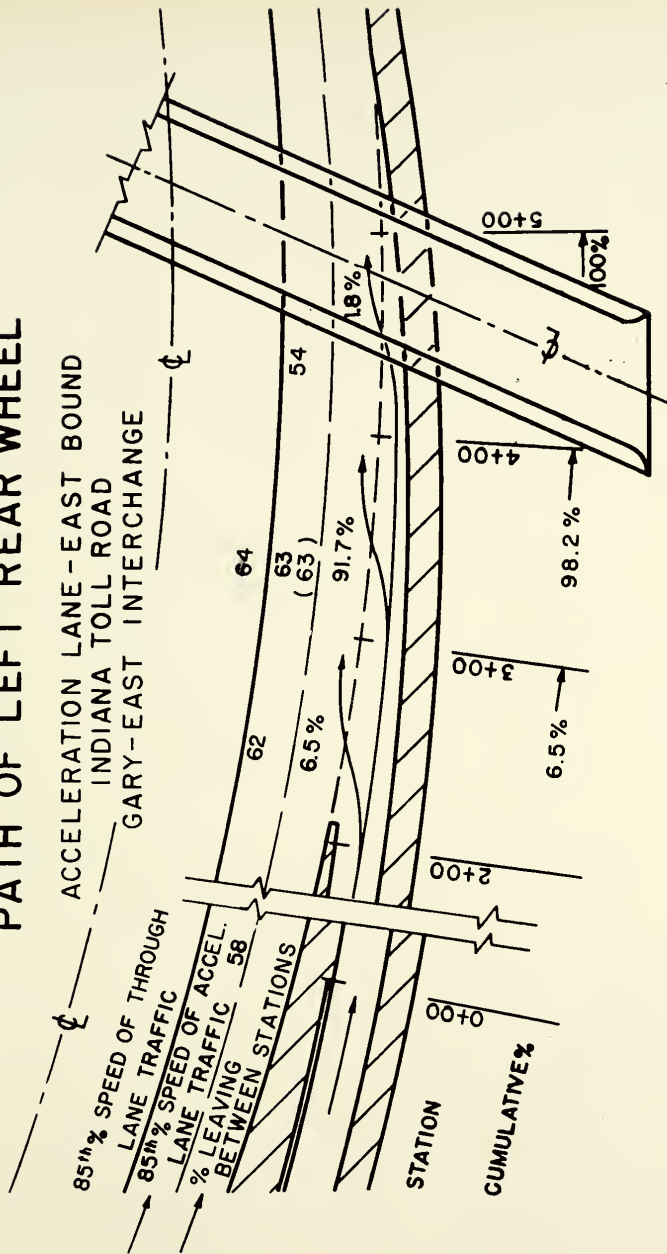 PATH OF LEFT REAR WHEEL
ACCELERATION LANE-EAST BOUND
INDIANA TOLL ROAD
GARY-EAST INTERCHANGE
℄
℄
85th % SPEED OF THROUGH
LANE TRAFFIC
62
64
85th % SPEED OF ACCEL.
LANE TRAFFIC 58
63
(63)
54
% LEAVING
BETWEEN STATIONS
6.5%
91.7%
1.8%
STATION
0+00
2+00
3+00
4+00
5+00
CUMULATIVE%
6.5%
98.2%
100%
℄